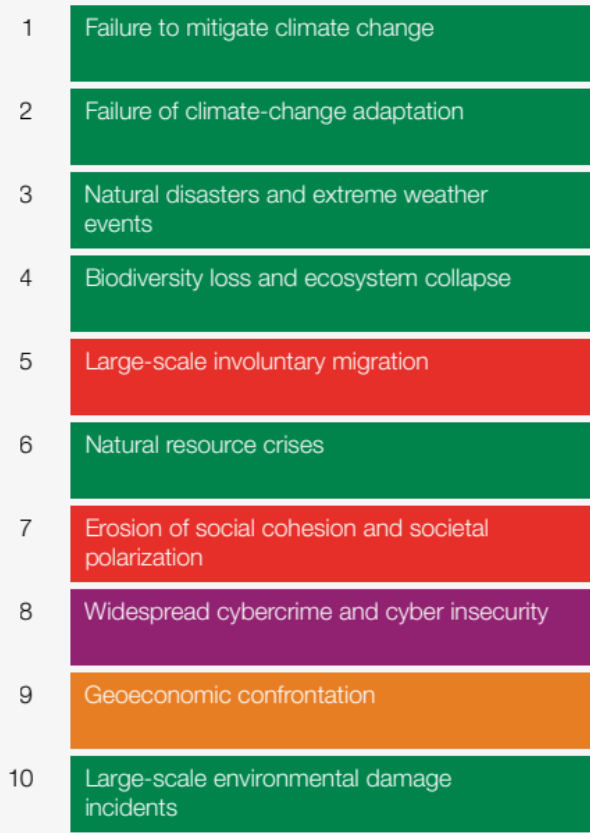 1 Failure to mitigate climate change
2 Failure of climate-change adaptation
3 Natural disasters and extreme weather
events
4 Biodiversity loss and ecosystem collapse
5 Large-scale involuntary migration
6 Natural resource crises
7 Erosion of social cohesion and societal
polarization
8 Widespread cybercrime and cyber insecurity
9 Geoeconomic confrontation
10 Large-scale environmental damage
incidents